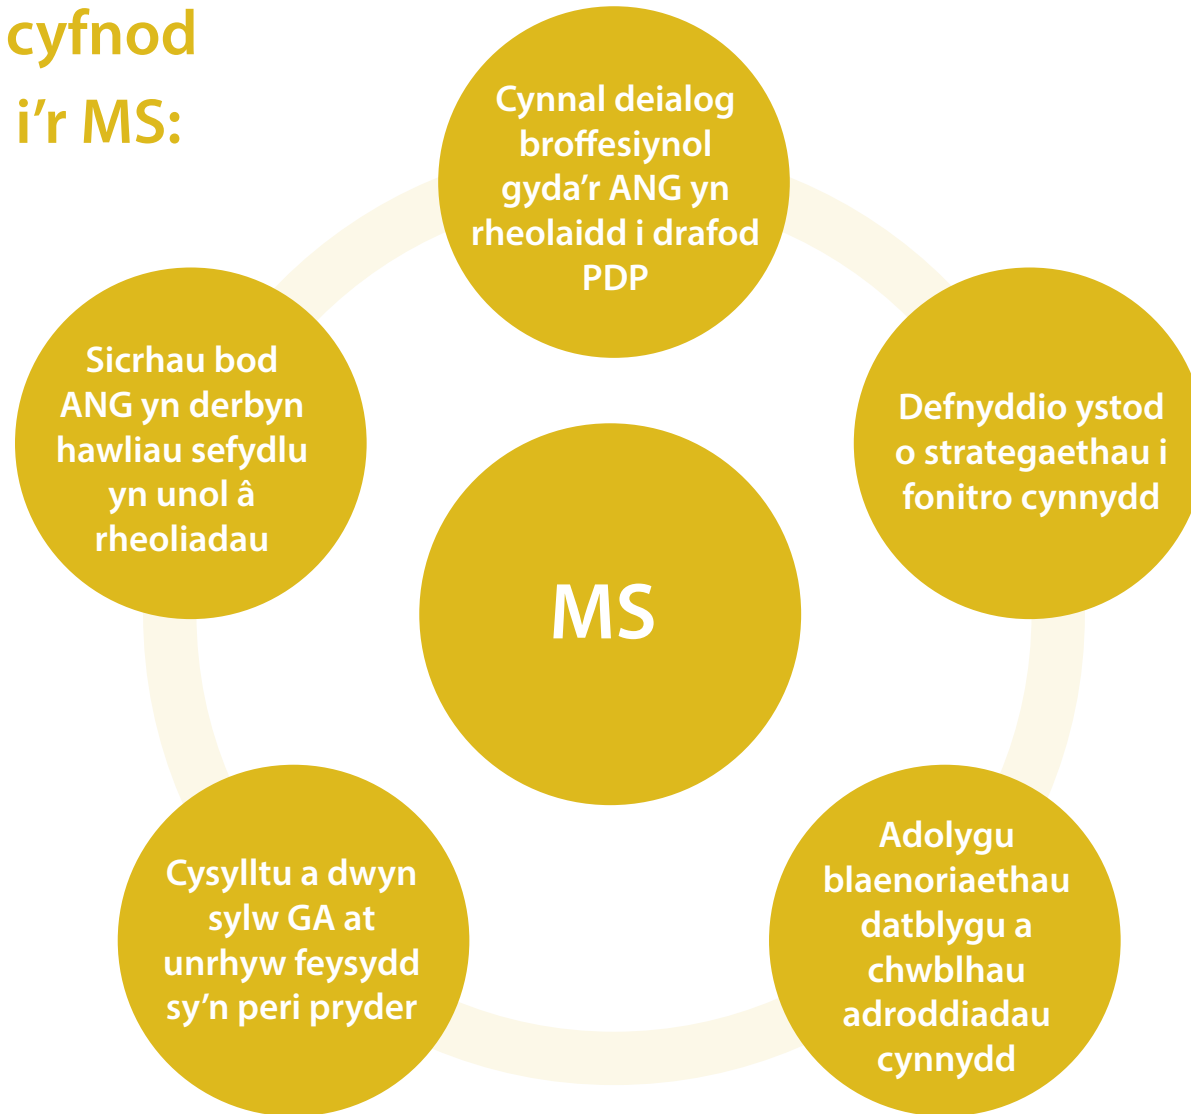 cyfnod
i’r MS:
Cynnal deialog
broffesiynol
gyda’r ANG yn
rheolaidd i drafod
PDP
Defnyddio ystod
o strategaethau i
fonitro cynnydd
Adolygu
blaenoriaethau
datblygu a
chwblhau
adroddiadau
cynnydd
Cysylltu a dwyn
sylw GA at
unrhyw feysydd
sy’n peri pryder
Sicrhau bod
ANG yn derbyn
hawliau sefydlu
yn unol â
rheoliadau
MS